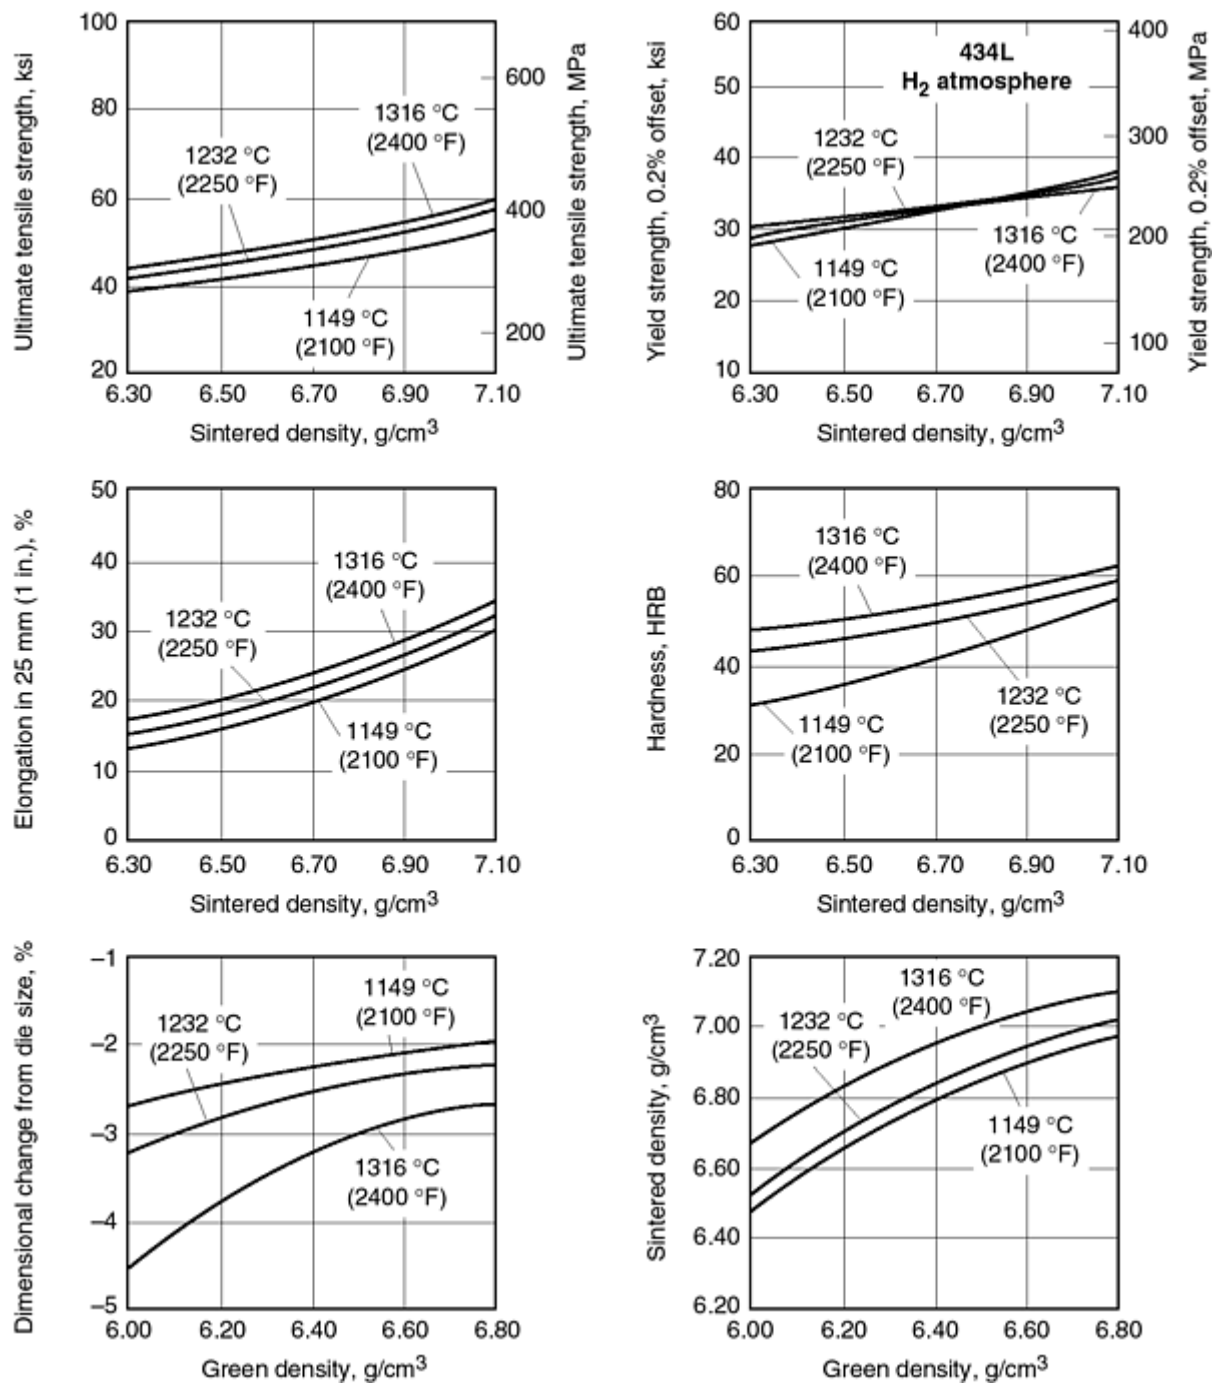 Ultimate tensile strength, ksi
100
80
60
40
20
1232 °C
(2250 °F)
1316 °C
(2400 °F)
1149 °C
(2100 °F)
600
400
200
Ultimate tensile strength, MPa
6.30 6.50 6.70 6.90 7.10
Sintered density, g/cm³
Yield strength, 0.2% offset, ksi
60
50
40
30
20
10
434L
H₂ atmosphere
1232 °C
(2250 °F)
1149 °C
(2100 °F)
1316 °C
(2400 °F)
400
300
200
100
Yield strength, 0.2% offset, MPa
6.30 6.50 6.70 6.90 7.10
Sintered density, g/cm³
Elongation in 25 mm (1 in.), %
50
40
30
20
10
0
1316 °C
(2400 °F)
1232 °C
(2250 °F)
1149 °C
(2100 °F)
6.30 6.50 6.70 6.90 7.10
Sintered density, g/cm³
Hardness, HRB
80
60
40
20
0
1316 °C
(2400 °F)
1232 °C
(2250 °F)
1149 °C
(2100 °F)
6.30 6.50 6.70 6.90 7.10
Sintered density, g/cm³
Dimensional change from die size, %
–1
–2
–3
–4
–5
1149 °C
(2100 °F)
1232 °C
(2250 °F)
1316 °C
(2400 °F)
6.00 6.20 6.40 6.60 6.80
Green density, g/cm³
Sintered density, g/cm³
7.20
7.00
6.80
6.60
6.40
6.20
1316 °C
(2400 °F)
1232 °C
(2250 °F)
1149 °C
(2100 °F)
6.00 6.20 6.40 6.60 6.80
Green density, g/cm³